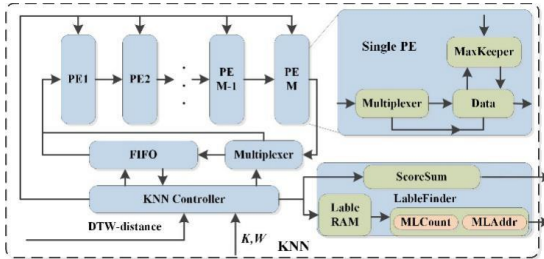 PE1
PE2
PE
M-1
PE
M
Single PE
MaxKeeper
Multiplexer
Data
FIFO
Multiplexer
KNN Controller
DTW-distance
K,W
KNN
ScoreSum
LableFinder
Lable
RAM
MLCount
MLAddr